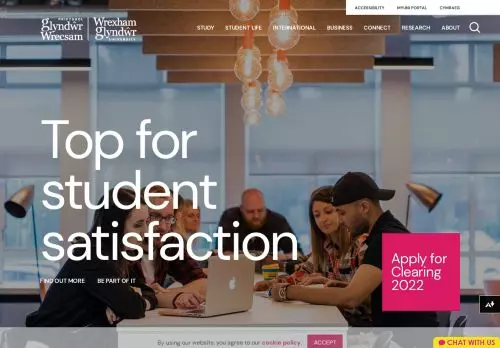 ACCESSIBILITY MYUNI PORTAL CYMRAEG
PRIFYSGOL
glyndŵr
Wrecsam
Wrexham
glyndŵr
UNIVERSITY
STUDY STUDENT LIFE INTERNATIONAL BUSINESS CONNECT RESEARCH ABOUT
Top for
student
satisfaction
FIND OUT MORE BE PART OF IT
Apply for
Clearing
2022
By using our website, you agree to our cookie policy. ACCEPT
CHAT WITH US